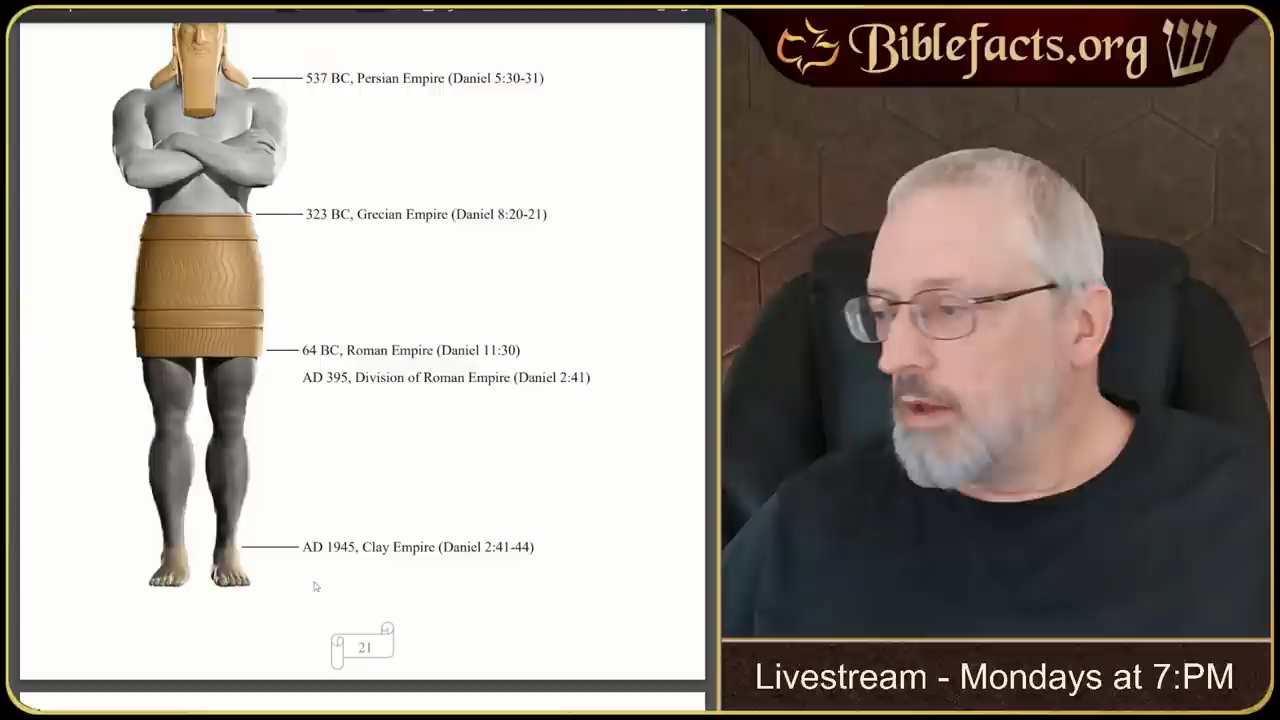 537 BC, Persian Empire (Daniel 5:30-31)
323 BC, Grecian Empire (Daniel 8:20-21)
64 BC, Roman Empire (Daniel 11:30)
AD 395, Division of Roman Empire (Daniel 2:41)
AD 1945, Clay Empire (Daniel 2:41-44)
21
Biblefacts.org
Livestream - Mondays at 7:PM